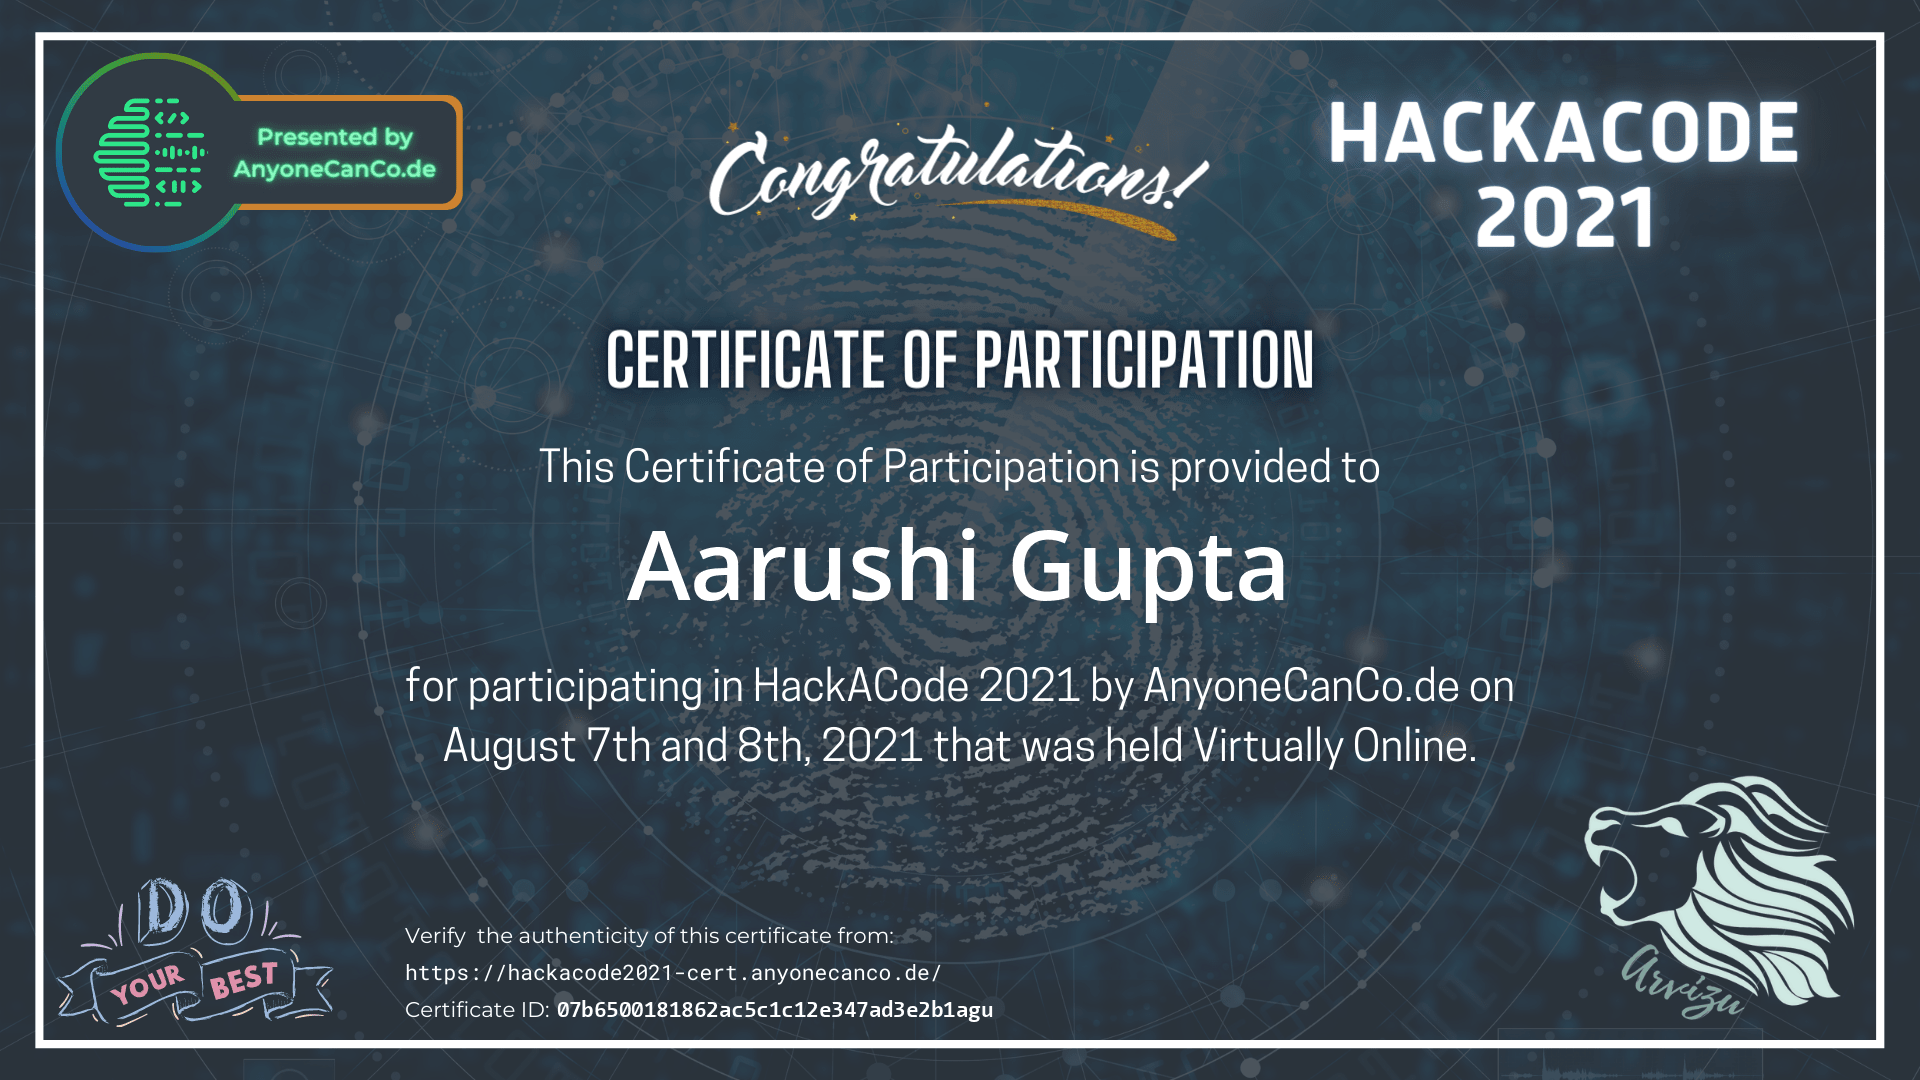 Presented by
AnyoneCanCo.de
Congratulations!
HACKACODE
2021
CERTIFICATE OF PARTICIPATION
This Certificate of Participation is provided to
Aarushi Gupta
for participating in HackACode 2021 by AnyoneCanCo.de on
August 7th and 8th, 2021 that was held Virtually Online.
DO
YOUR BEST
Verify the authenticity of this certificate from:
https://hackacode2021-cert.anyonecanco.de/
Certificate ID: 07b6500181862ac5c1c12e347ad3e2b1agu
Arvizu